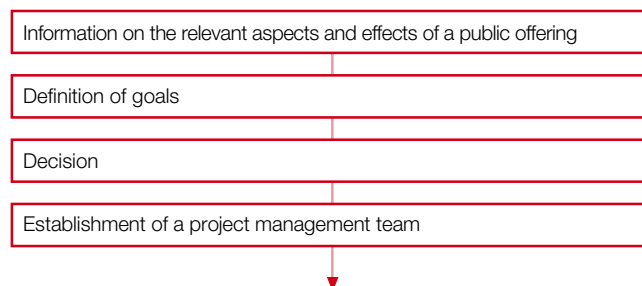 Information on the relevant aspects and effects of a public offering
Definition of goals
Decision
Establishment of a project management team